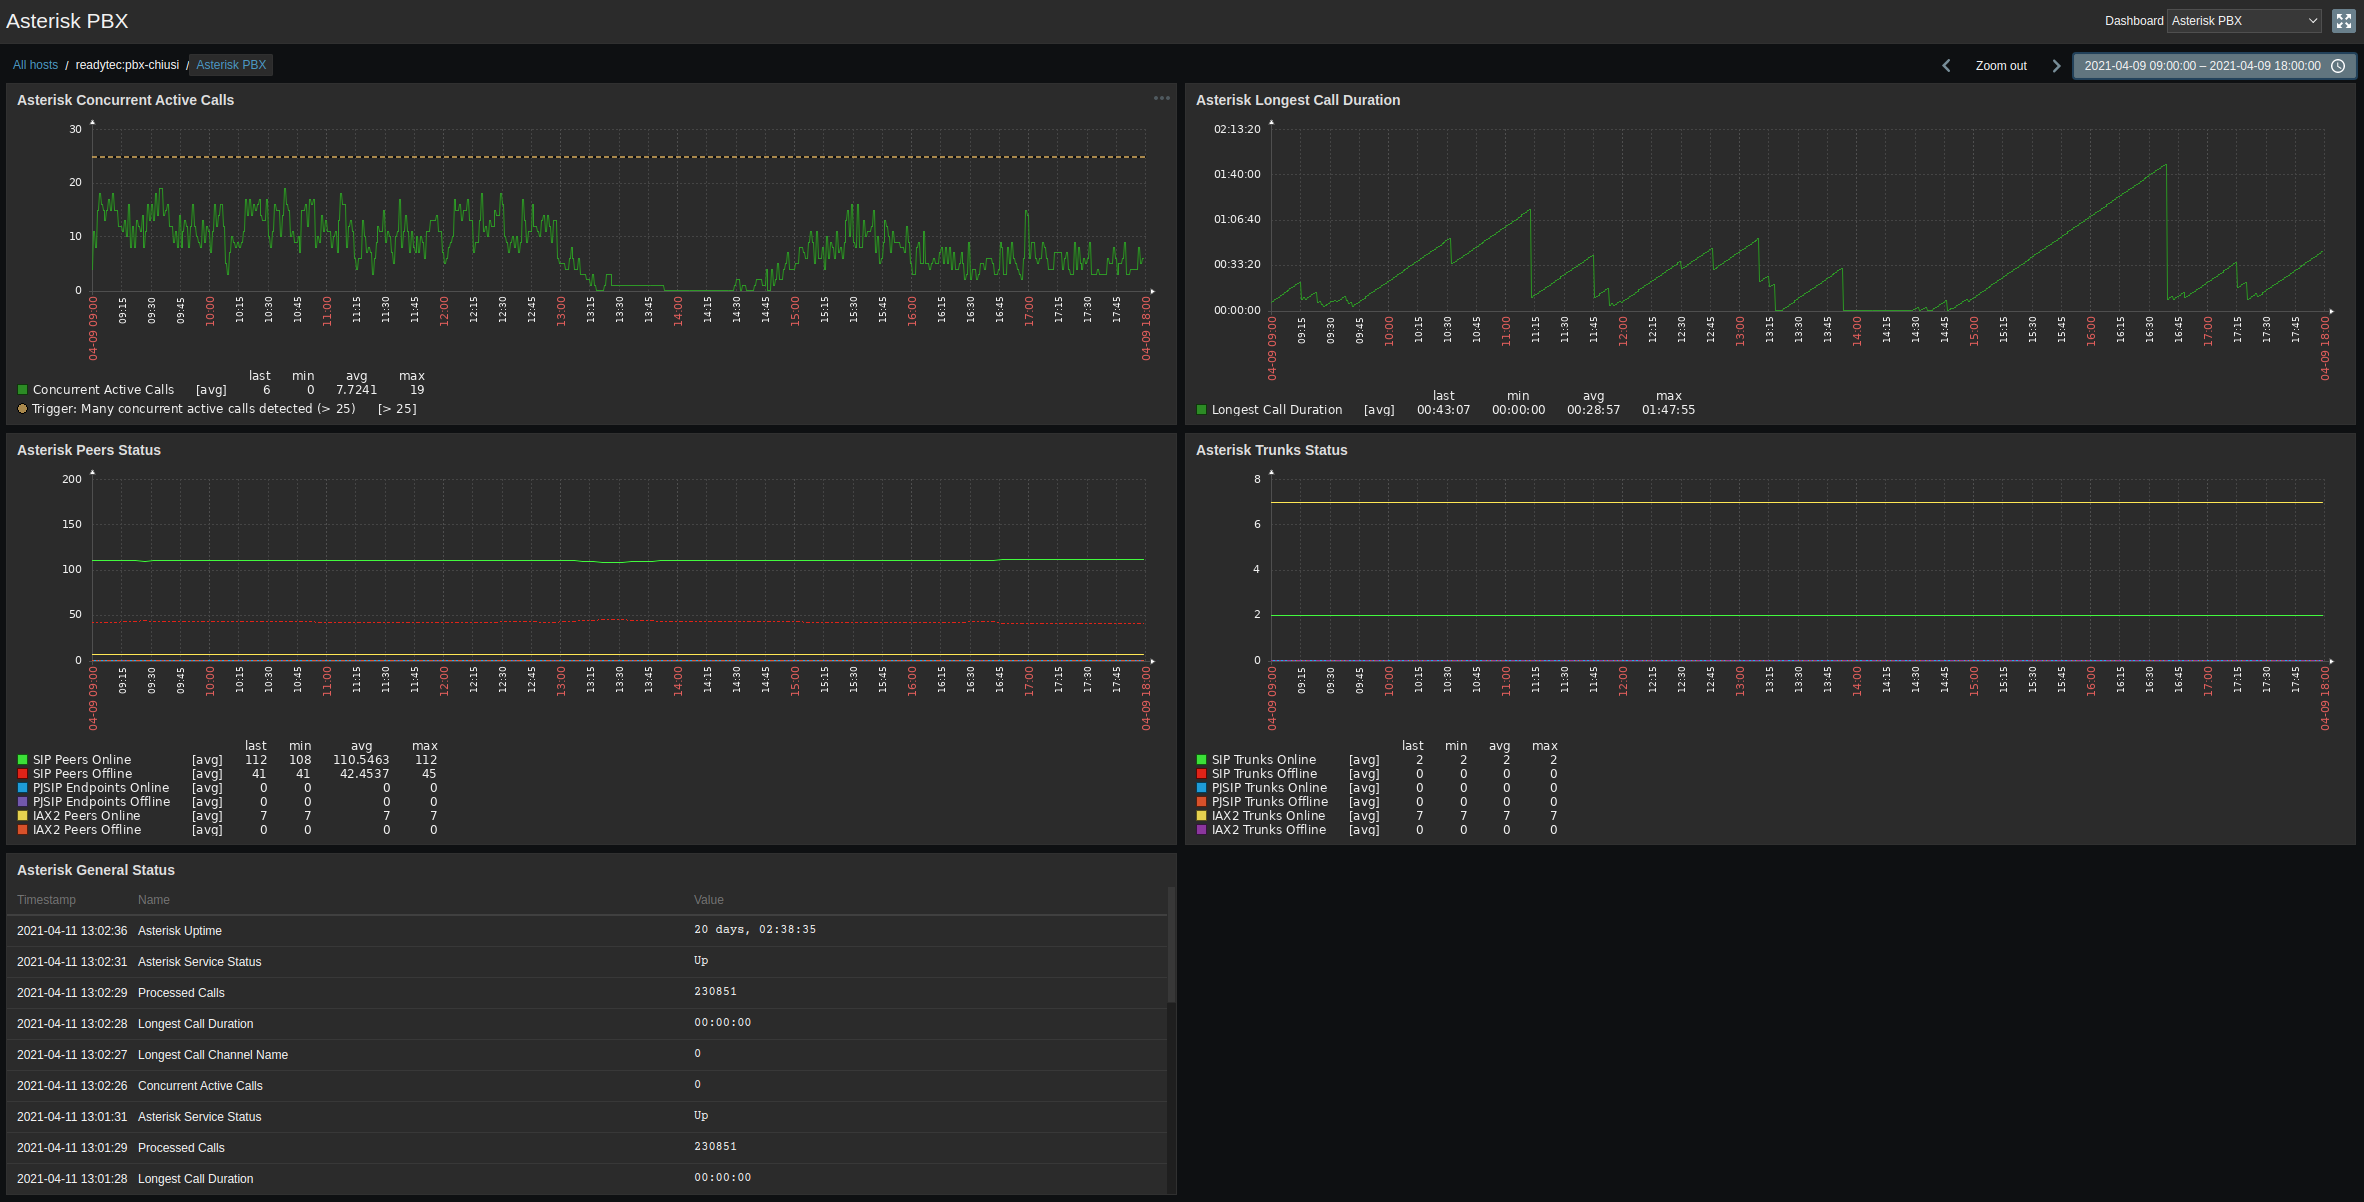 Asterisk PBX
Dashboard Asterisk PBX
All hosts / readytec:pbx-chiusi / Asterisk PBX
Zoom out
2021-04-09 09:00:00 – 2021-04-09 18:00:00
Asterisk Concurrent Active Calls
30
20
10
0
04-09 09:00 09:15 09:30 09:45 10:00 10:15 10:30 10:45 11:00 11:15 11:30 11:45 12:00 12:15 12:30 12:45 13:00 13:15 13:30 13:45 14:00 14:15 14:30 14:45 15:00 15:15 15:30 15:45 16:00 16:15 16:30 16:45 17:00 17:15 17:30 17:45 04-09 18:00
last min avg max
Concurrent Active Calls [avg] 6 0 7.7241 19
Trigger: Many concurrent active calls detected (> 25) [> 25]
Asterisk Longest Call Duration
02:13:20
01:40:00
01:06:40
00:33:20
00:00:00
04-09 09:00 09:15 09:30 09:45 10:00 10:15 10:30 10:45 11:00 11:15 11:30 11:45 12:00 12:15 12:30 12:45 13:00 13:15 13:30 13:45 14:00 14:15 14:30 14:45 15:00 15:15 15:30 15:45 16:00 16:15 16:30 16:45 17:00 17:15 17:30 17:45 04-09 18:00
last min avg max
Longest Call Duration [avg] 00:43:07 00:00:00 00:28:57 01:47:55
Asterisk Peers Status
200
150
100
50
0
04-09 09:00 09:15 09:30 09:45 10:00 10:15 10:30 10:45 11:00 11:15 11:30 11:45 12:00 12:15 12:30 12:45 13:00 13:15 13:30 13:45 14:00 14:15 14:30 14:45 15:00 15:15 15:30 15:45 16:00 16:15 16:30 16:45 17:00 17:15 17:30 17:45 04-09 18:00
last min avg max
SIP Peers Online [avg] 112 108 110.5463 112
SIP Peers Offline [avg] 41 41 42.4537 45
PJSIP Endpoints Online [avg] 0 0 0 0
PJSIP Endpoints Offline [avg] 0 0 0 0
IAX2 Peers Online [avg] 7 7 7 7
IAX2 Peers Offline [avg] 0 0 0 0
Asterisk Trunks Status
8
6
4
2
0
04-09 09:00 09:15 09:30 09:45 10:00 10:15 10:30 10:45 11:00 11:15 11:30 11:45 12:00 12:15 12:30 12:45 13:00 13:15 13:30 13:45 14:00 14:15 14:30 14:45 15:00 15:15 15:30 15:45 16:00 16:15 16:30 16:45 17:00 17:15 17:30 17:45 04-09 18:00
last min avg max
SIP Trunks Online [avg] 2 2 2 2
SIP Trunks Offline [avg] 0 0 0 0
PJSIP Trunks Online [avg] 0 0 0 0
PJSIP Trunks Offline [avg] 0 0 0 0
IAX2 Trunks Online [avg] 7 7 7 7
IAX2 Trunks Offline [avg] 0 0 0 0
Asterisk General Status
Timestamp Name Value
2021-04-11 13:02:36 Asterisk Uptime 20 days, 02:38:35
2021-04-11 13:02:31 Asterisk Service Status Up
2021-04-11 13:02:29 Processed Calls 230851
2021-04-11 13:02:28 Longest Call Duration 00:00:00
2021-04-11 13:02:27 Longest Call Channel Name 0
2021-04-11 13:02:26 Concurrent Active Calls 0
2021-04-11 13:01:31 Asterisk Service Status Up
2021-04-11 13:01:29 Processed Calls 230851
2021-04-11 13:01:28 Longest Call Duration 00:00:00